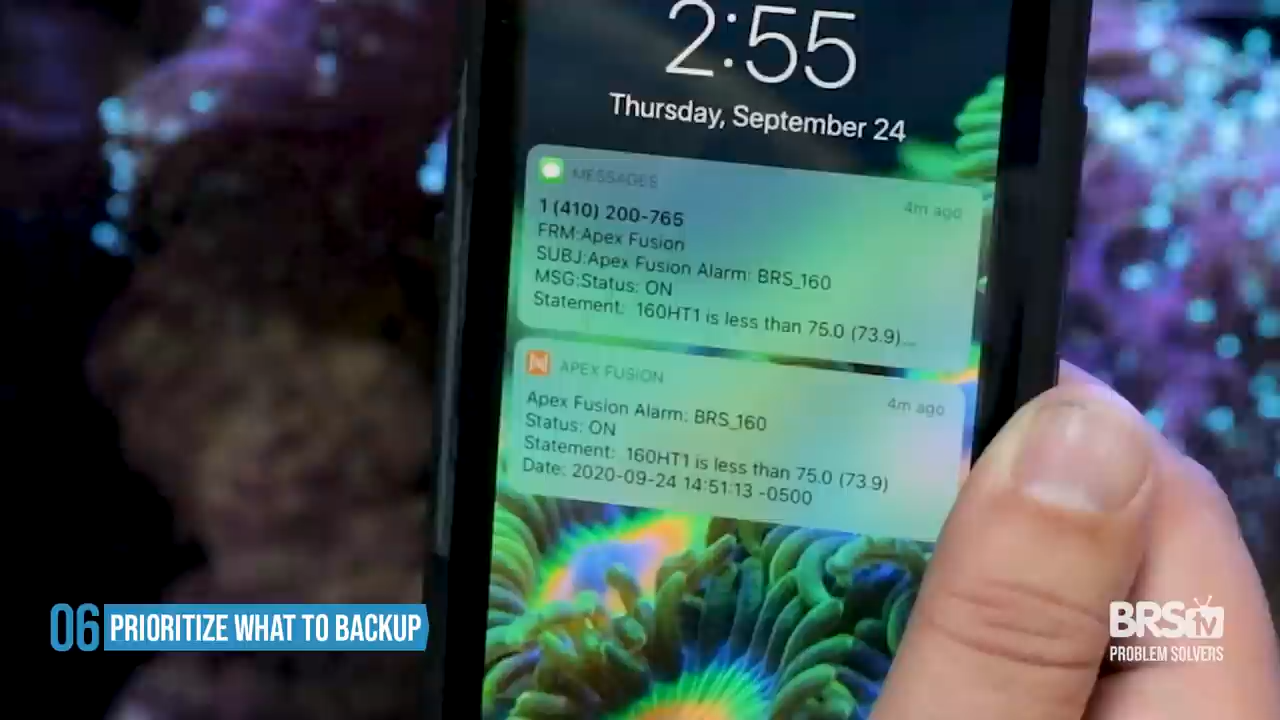 2:55
Thursday, September 24
MESSAGES
4m ago
1 (410) 200-765
FRM:Apex Fusion
SUBJ:Apex Fusion Alarm: BRS_160
MSG:Status: ON
Statement: 160HT1 is less than 75.0 (73.9)...
APEX FUSION
4m ago
Apex Fusion Alarm: BRS_160
Status: ON
Statement: 160HT1 is less than 75.0 (73.9)
Date: 2020-09-24 14:51:13 -0500
06 PRIORITIZE WHAT TO BACKUP
BRStv
PROBLEM SOLVERS